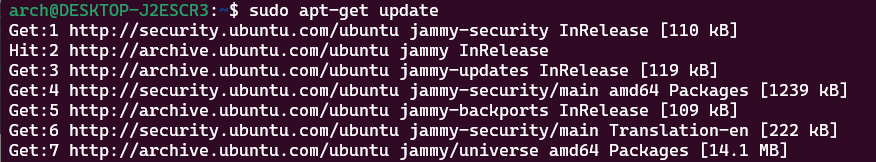 arch@DESKTOP-J2ESCR3:~$ sudo apt-get update
Get:1 http://security.ubuntu.com/ubuntu jammy-security InRelease [110 kB]
Hit:2 http://archive.ubuntu.com/ubuntu jammy InRelease
Get:3 http://archive.ubuntu.com/ubuntu jammy-updates InRelease [119 kB]
Get:4 http://security.ubuntu.com/ubuntu jammy-security/main amd64 Packages [1239 kB]
Get:5 http://archive.ubuntu.com/ubuntu jammy-backports InRelease [109 kB]
Get:6 http://security.ubuntu.com/ubuntu jammy-security/main Translation-en [222 kB]
Get:7 http://archive.ubuntu.com/ubuntu jammy/universe amd64 Packages [14.1 MB]